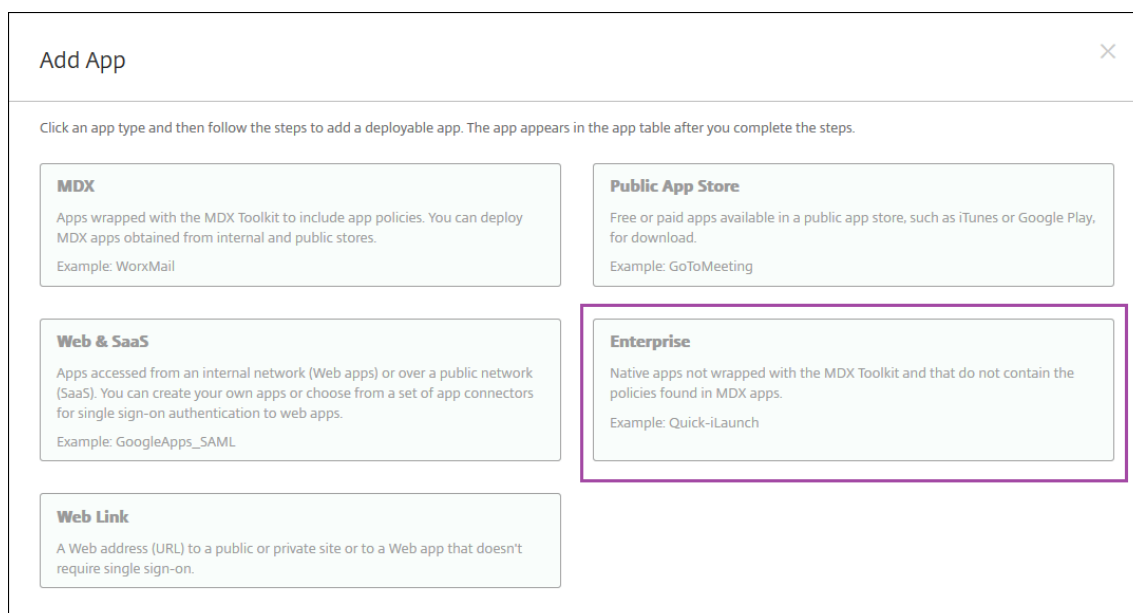 Add App
Click an app type and then follow the steps to add a deployable app. The app appears in the app table after you complete the steps.
MDX
Apps wrapped with the MDX Toolkit to include app policies. You can deploy
MDX apps obtained from internal and public stores.
Example: WorxMail
Public App Store
Free or paid apps available in a public app store, such as iTunes or Google Play,
for download.
Example: GoToMeeting
Web & SaaS
Apps accessed from an internal network (Web apps) or over a public network
(SaaS). You can create your own apps or choose from a set of app connectors
for single sign-on authentication to web apps.
Example: GoogleApps_SAML
Enterprise
Native apps not wrapped with the MDX Toolkit and that do not contain the
policies found in MDX apps.
Example: Quick-iLaunch
Web Link
A Web address (URL) to a public or private site or to a Web app that doesn't
require single sign-on.